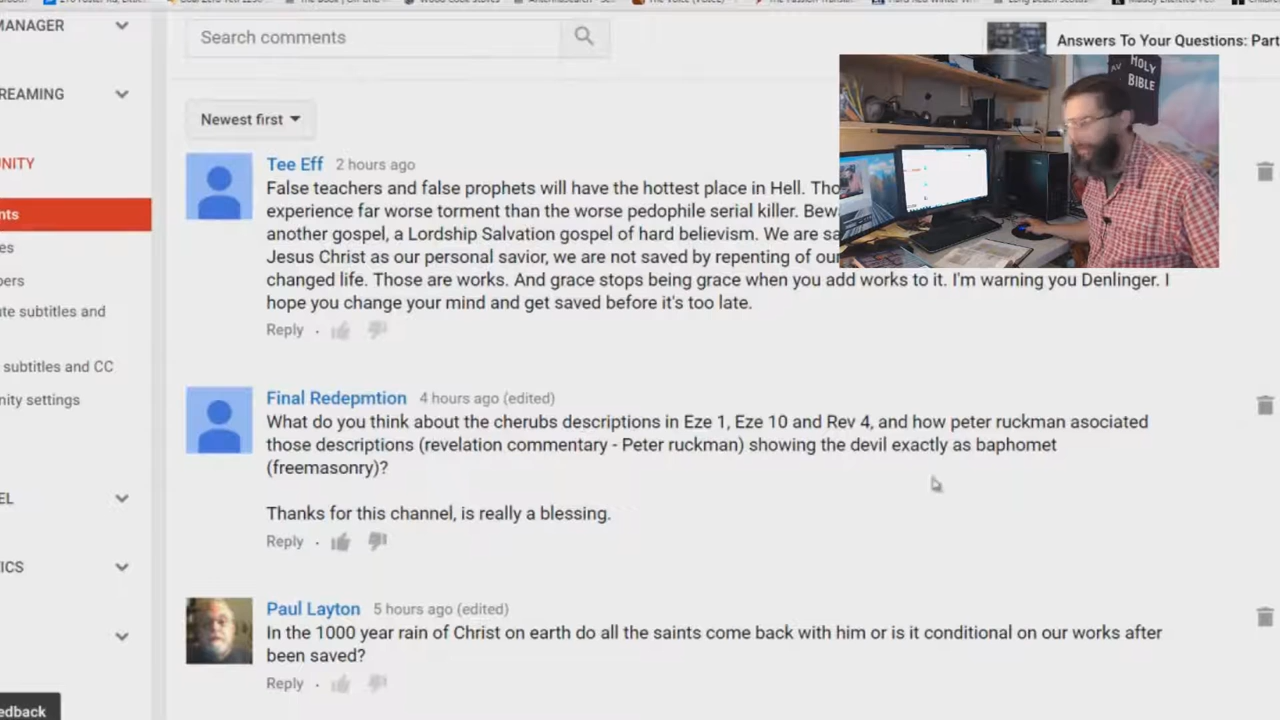 MANAGER
Search comments
Answers To Your Questions: Part
HOLY
AV
BIBLE
REAMING
Newest first
UNITY
Tee Eff 2 hours ago
False teachers and false prophets will have the hottest place in Hell. Tho
experience far worse torment than the worse pedophile serial killer. Bew
another gospel, a Lordship Salvation gospel of hard believism. We are sa
Jesus Christ as our personal savior, we are not saved by repenting of our
changed life. Those are works. And grace stops being grace when you add works to it. I'm warning you Denlinger. I
hope you change your mind and get saved before it's too late.
Reply
nts
es
pers
ute subtitles and
subtitles and CC
nity settings
Final Redepmtion 4 hours ago (edited)
What do you think about the cherubs descriptions in Eze 1, Eze 10 and Rev 4, and how peter ruckman asociated
those descriptions (revelation commentary - Peter ruckman) showing the devil exactly as baphomet
(freemasonry)?
Thanks for this channel, is really a blessing.
Reply
EL
ICS
Paul Layton 5 hours ago (edited)
In the 1000 year rain of Christ on earth do all the saints come back with him or is it conditional on our works after
been saved?
Reply
edback